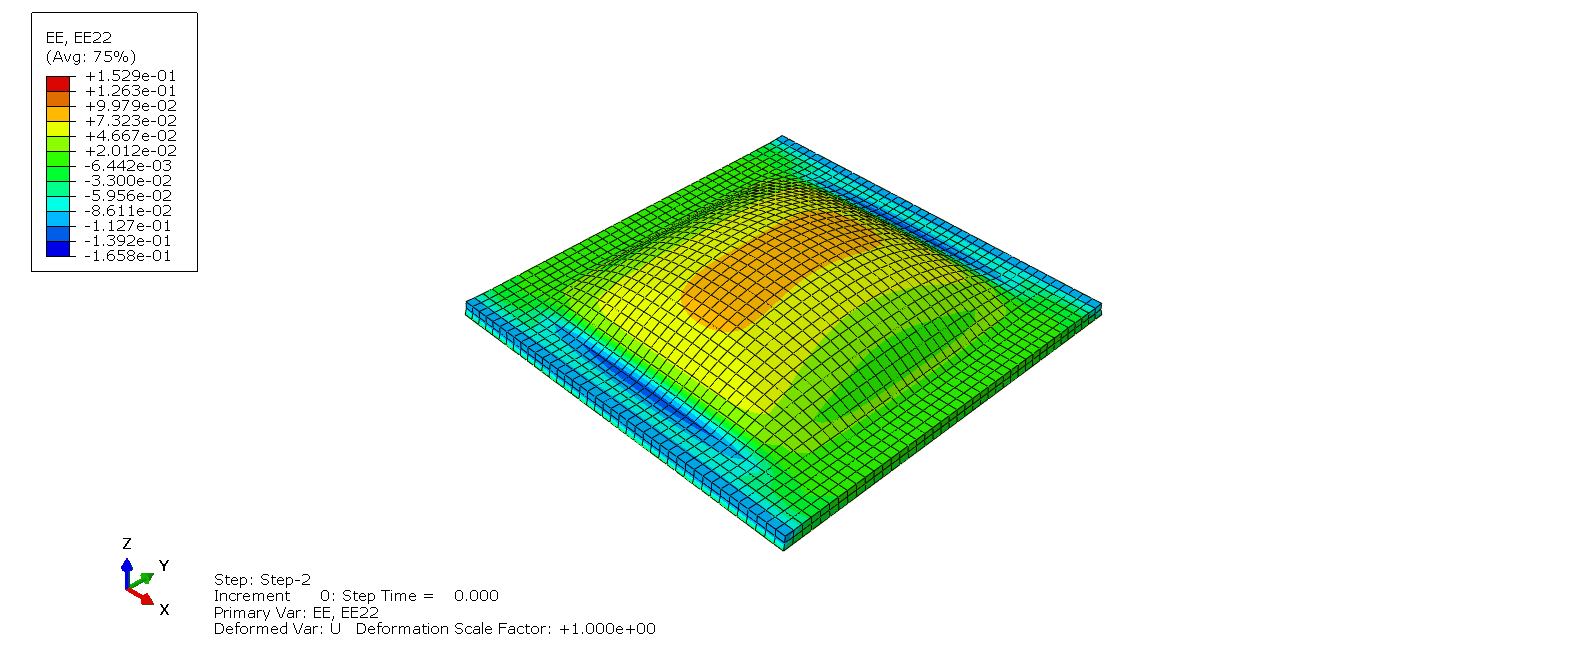 EE, EE22
(Avg: 75%)
+1.529e-01
+1.263e-01
+9.979e-02
+7.323e-02
+4.667e-02
+2.012e-02
-6.442e-03
-3.300e-02
-5.956e-02
-8.611e-02
-1.127e-01
-1.392e-01
-1.658e-01
Z
Y
X
Step: Step-2
Increment 0: Step Time = 0.000
Primary Var: EE, EE22
Deformed Var: U Deformation Scale Factor: +1.000e+00